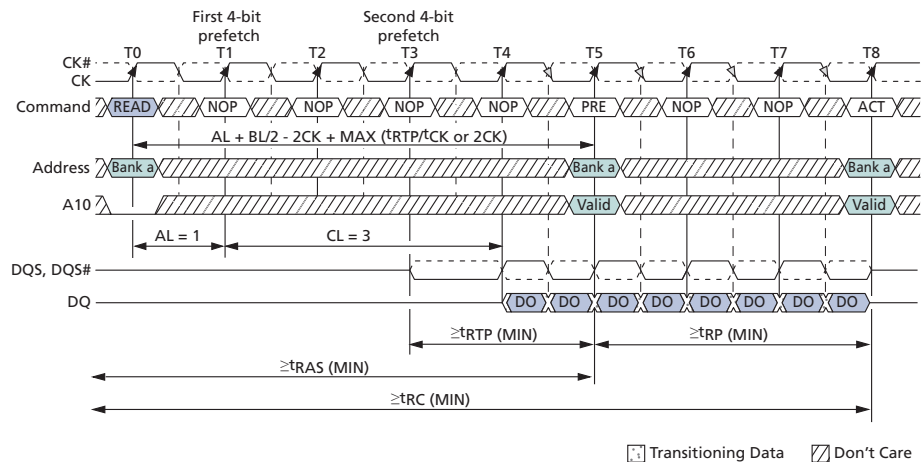 First 4-bit prefetch
Second 4-bit prefetch
T0 T1 T2 T3 T4 T5 T6 T7 T8
CK#
CK
Command READ NOP NOP NOP NOP PRE NOP NOP ACT
AL + BL/2 - 2CK + MAX (tRTP/tCK or 2CK)
Address Bank a Bank a Bank a
A10 Valid Valid
AL = 1 CL = 3
DQS, DQS#
DQ DO DO DO DO DO DO DO DO
≥tRTP (MIN) ≥tRP (MIN)
≥tRAS (MIN)
≥tRC (MIN)
Transitioning Data Don't Care